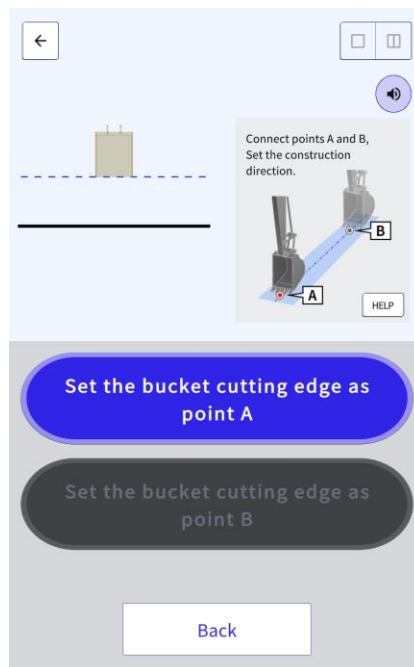 Connect points A and B,
Set the construction
direction.
B
A
HELP
Set the bucket cutting edge as
point A
Set the bucket cutting edge as
point B
Back